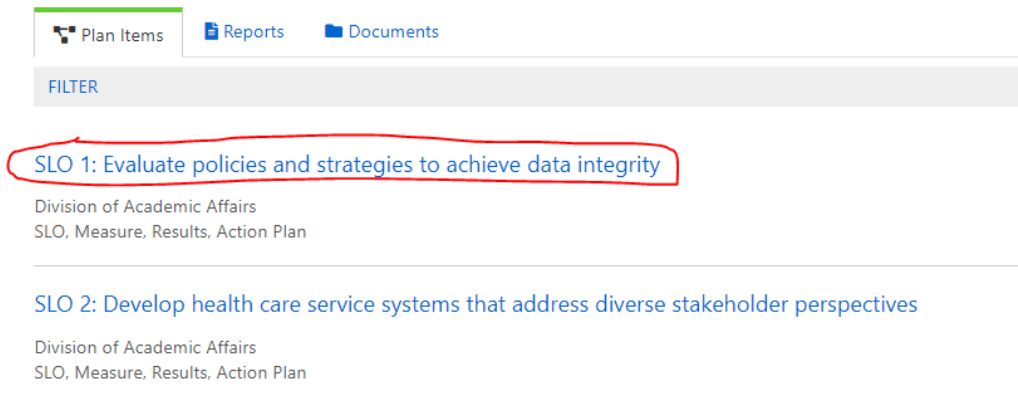 Plan Items Reports Documents
FILTER
SLO 1: Evaluate policies and strategies to achieve data integrity
Division of Academic Affairs
SLO, Measure, Results, Action Plan
SLO 2: Develop health care service systems that address diverse stakeholder perspectives
Division of Academic Affairs
SLO, Measure, Results, Action Plan